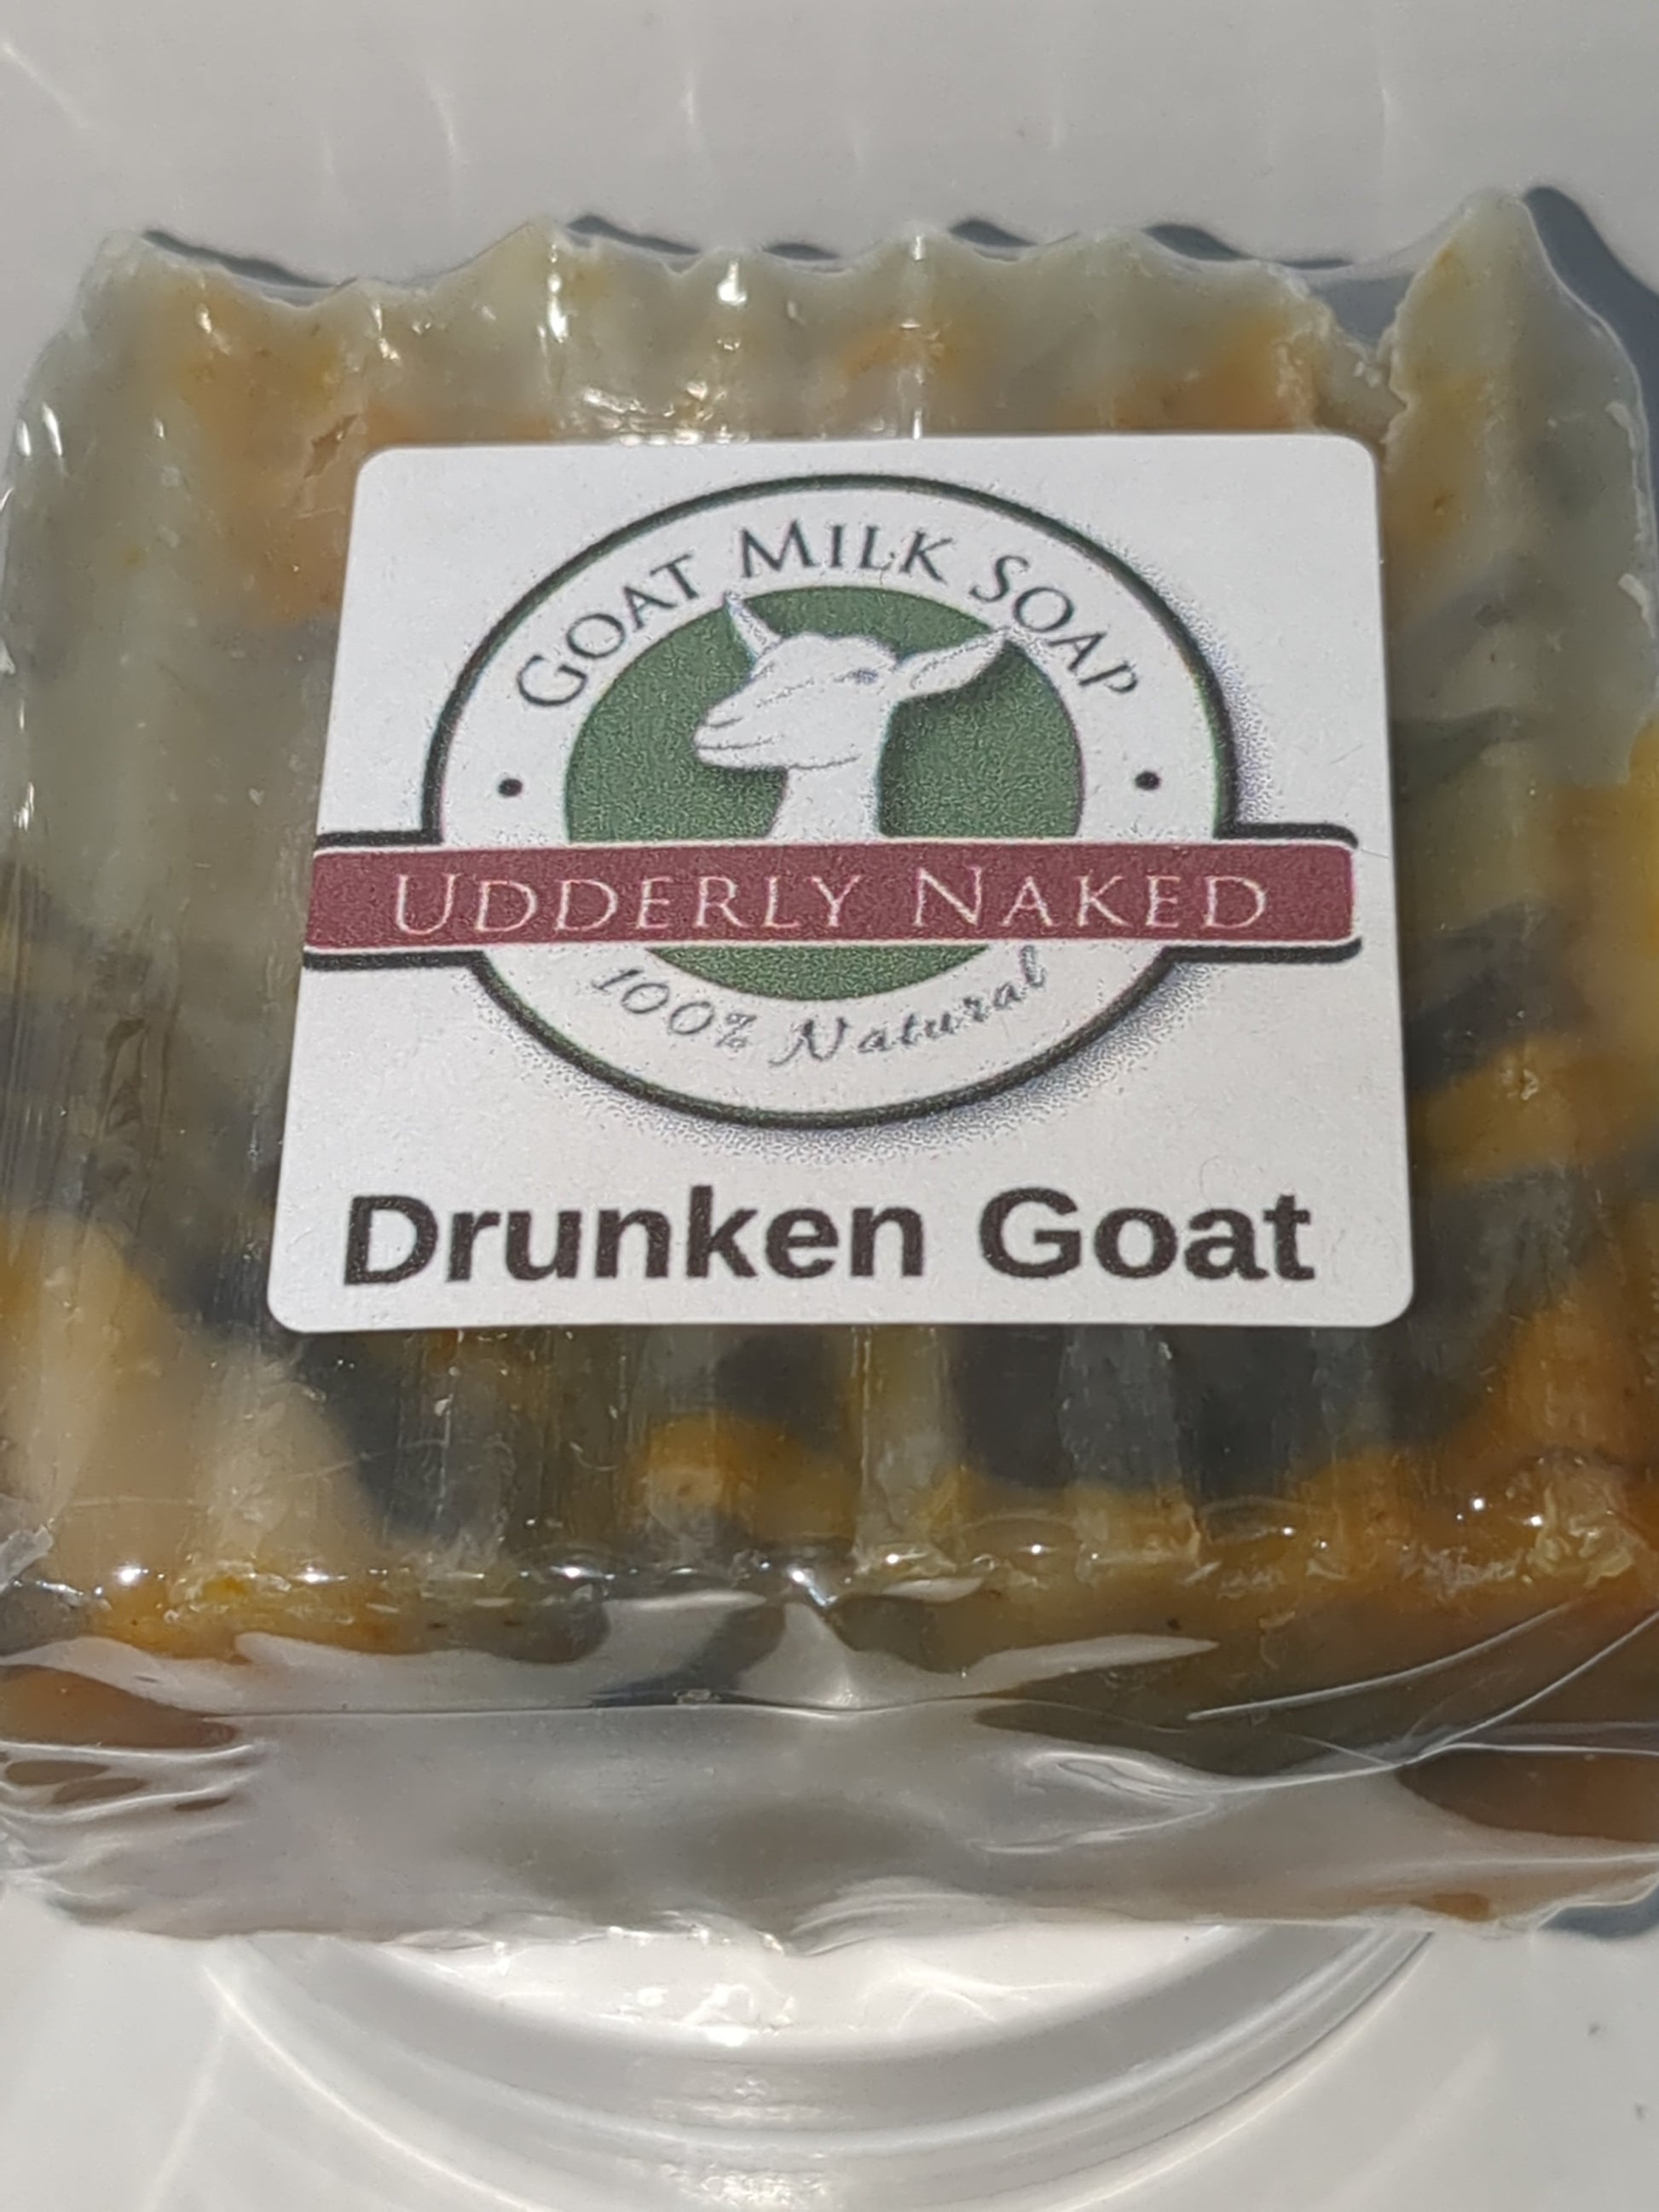 GOAT MILK SOAP
UDDERLY NAKED
100% Natural
Drunken Goat